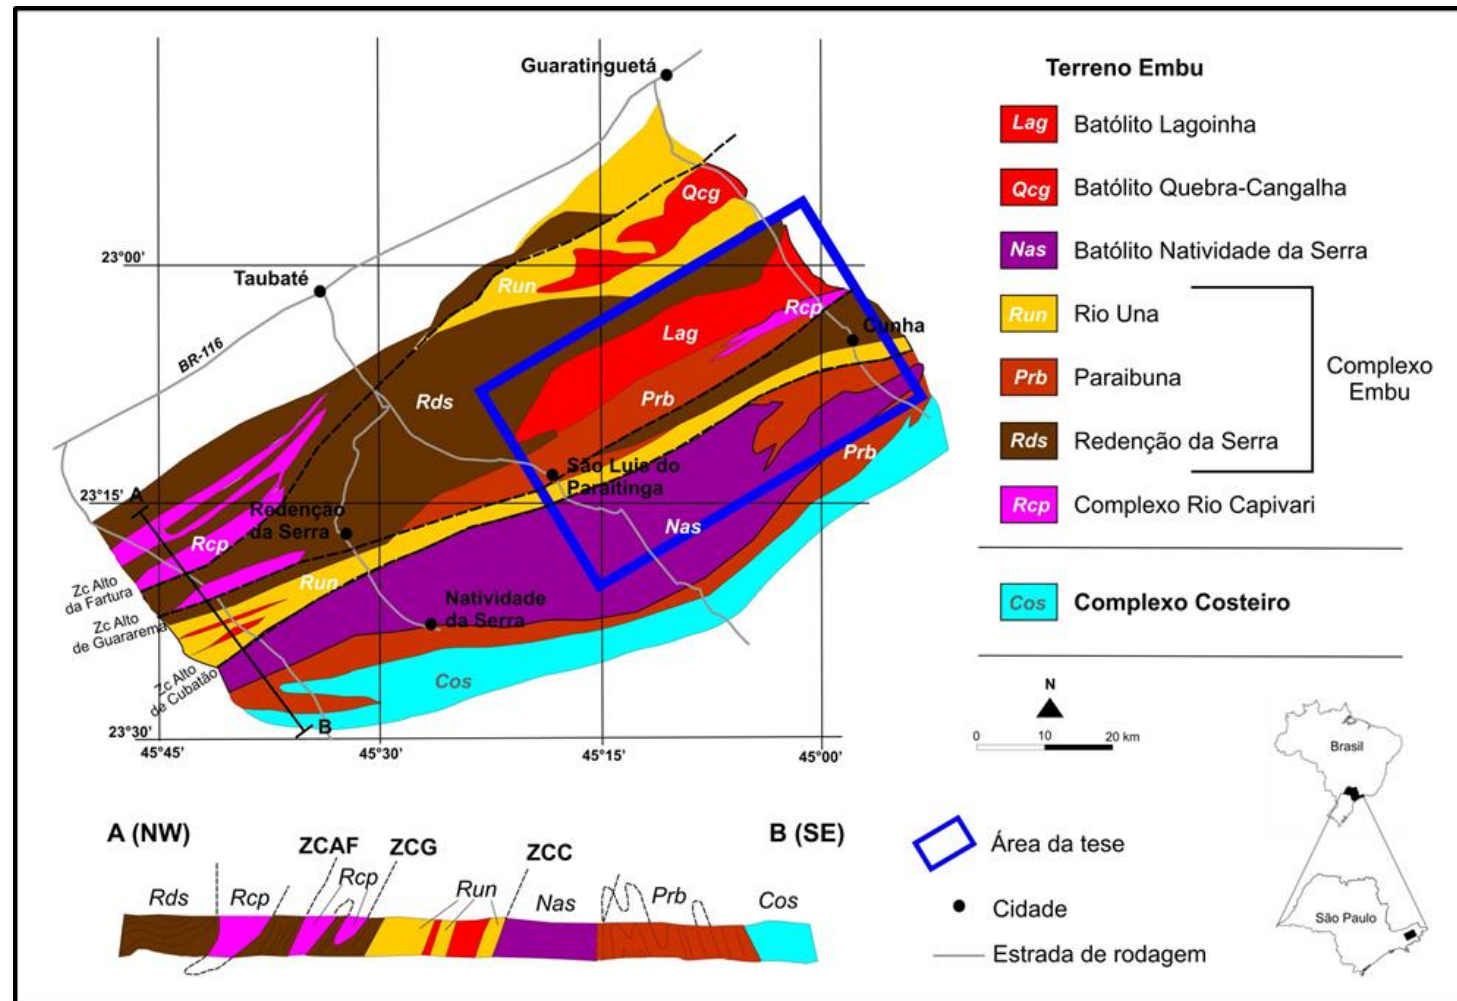 Guaratinguetá
Qcg
23°00'
Taubaté
Run
Rcp
Lag
Cunha
BR-116
Rds
Prb
São Luis do
Paraitinga
Prb
23°15'
A
Redenção
da Serra
Rcp
Nas
Run
Zc Alto
da Fartura
Natividade
da Serra
Zc Alto
de Guararema
Zc Alto
de Cubatão
Cos
B
23°30'
45°45'
45°30'
45°15'
45°00'
Terreno Embu
Lag Batólito Lagoinha
Qcg Batólito Quebra-Cangalha
Nas Batólito Natividade da Serra
Run Rio Una
Prb Paraibuna
Complexo
Embu
Rds Redenção da Serra
Rcp Complexo Rio Capivari
Cos Complexo Costeiro
N
0 10 20 km
Brasil
São Paulo
A (NW)
B (SE)
ZCAF
ZCG
ZCC
Rds
Rcp
Rcp
Run
Nas
Prb
Cos
Área da tese
Cidade
Estrada de rodagem